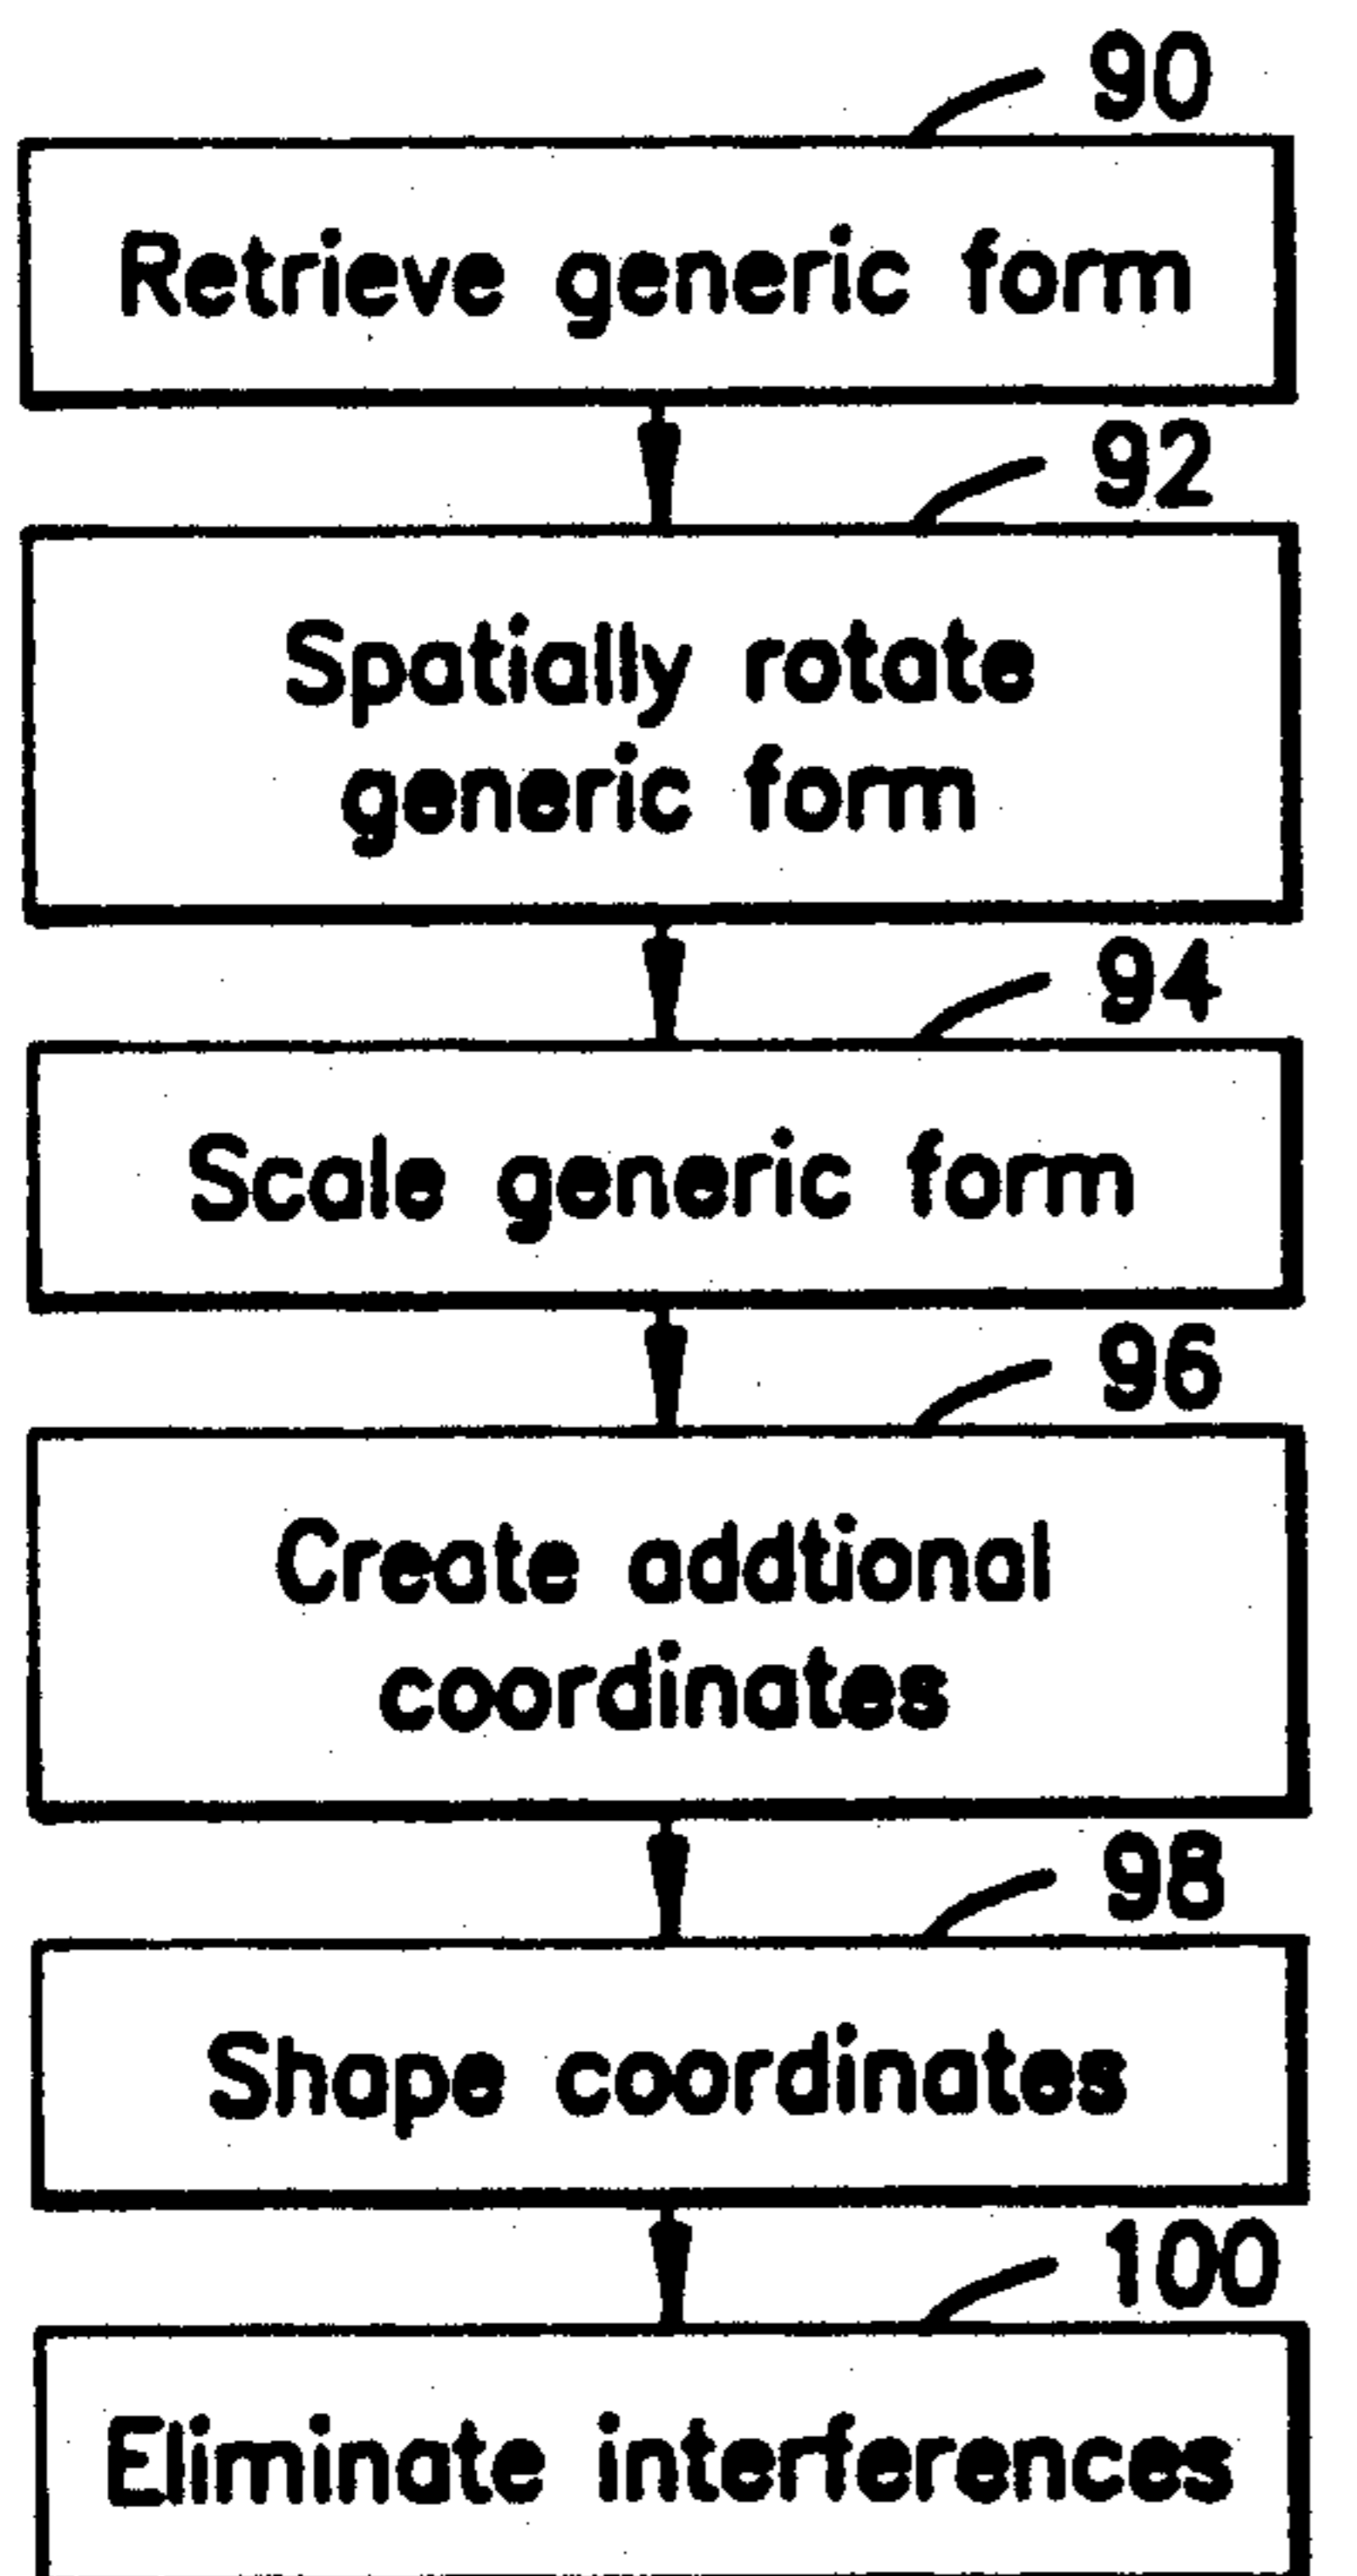 90
Retrieve generic form
92
Spatially rotate
generic form
94
Scale generic form
96
Create addtional
coordinates
98
Shape coordinates
100
Eliminate interferences